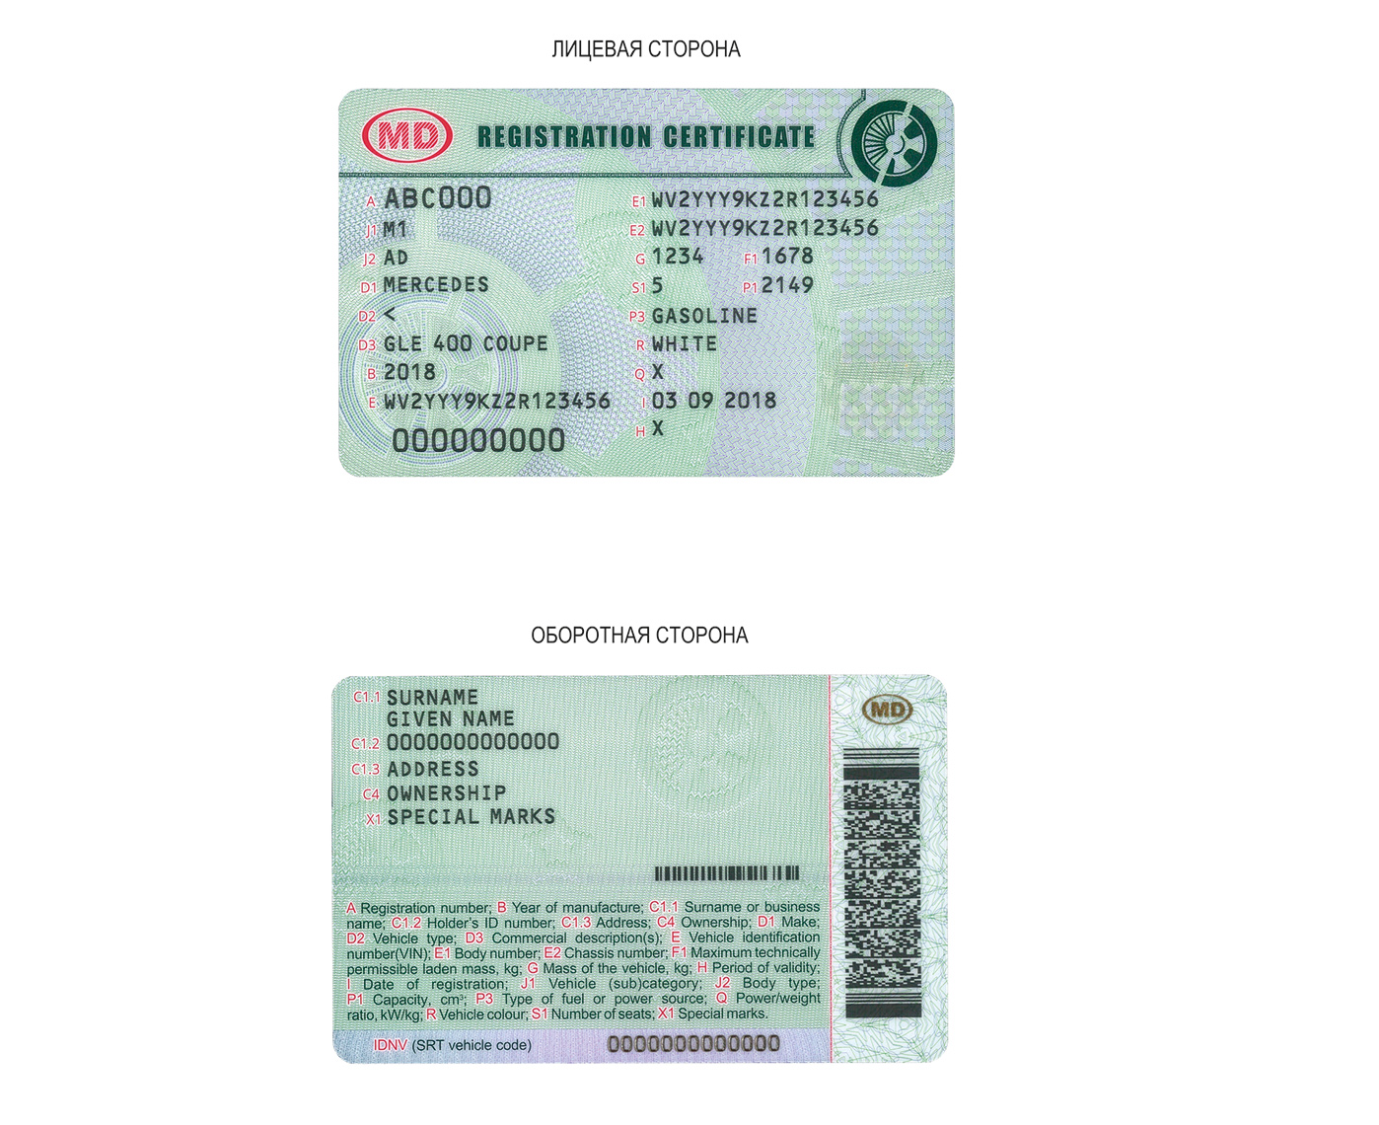 ЛИЦЕВАЯ СТОРОНА
MD REGISTRATION CERTIFICATE
A ABC000
J1 M1
J2 AD
D1 MERCEDES
D2 <
D3 GLE 400 COUPE
B 2018
E WV2YYY9KZ2R123456
000000000
E1 WV2YYY9KZ2R123456
E2 WV2YYY9KZ2R123456
G 1234 F1 1678
S1 5 P1 2149
P3 GASOLINE
R WHITE
Q X
I 03 09 2018
H X
ОБОРОТНАЯ СТОРОНА
C1.1 SURNAME
GIVEN NAME
C1.2 0000000000000
C1.3 ADDRESS
C4 OWNERSHIP
X1 SPECIAL MARKS
MD
A Registration number; B Year of manufacture; C1.1 Surname or business
name; C1.2 Holder's ID number; C1.3 Address; C4 Ownership; D1 Make;
D2 Vehicle type; D3 Commercial description(s); E Vehicle identification
number(VIN); E1 Body number; E2 Chassis number; F1 Maximum technically
permissible laden mass, kg; G Mass of the vehicle, kg; H Period of validity;
I Date of registration; J1 Vehicle (sub)category; J2 Body type;
P1 Capacity, cm³; P3 Type of fuel or power source; Q Power/weight
ratio, kW/kg; R Vehicle colour; S1 Number of seats; X1 Special marks.
IDNV (SRT vehicle code) 0000000000000